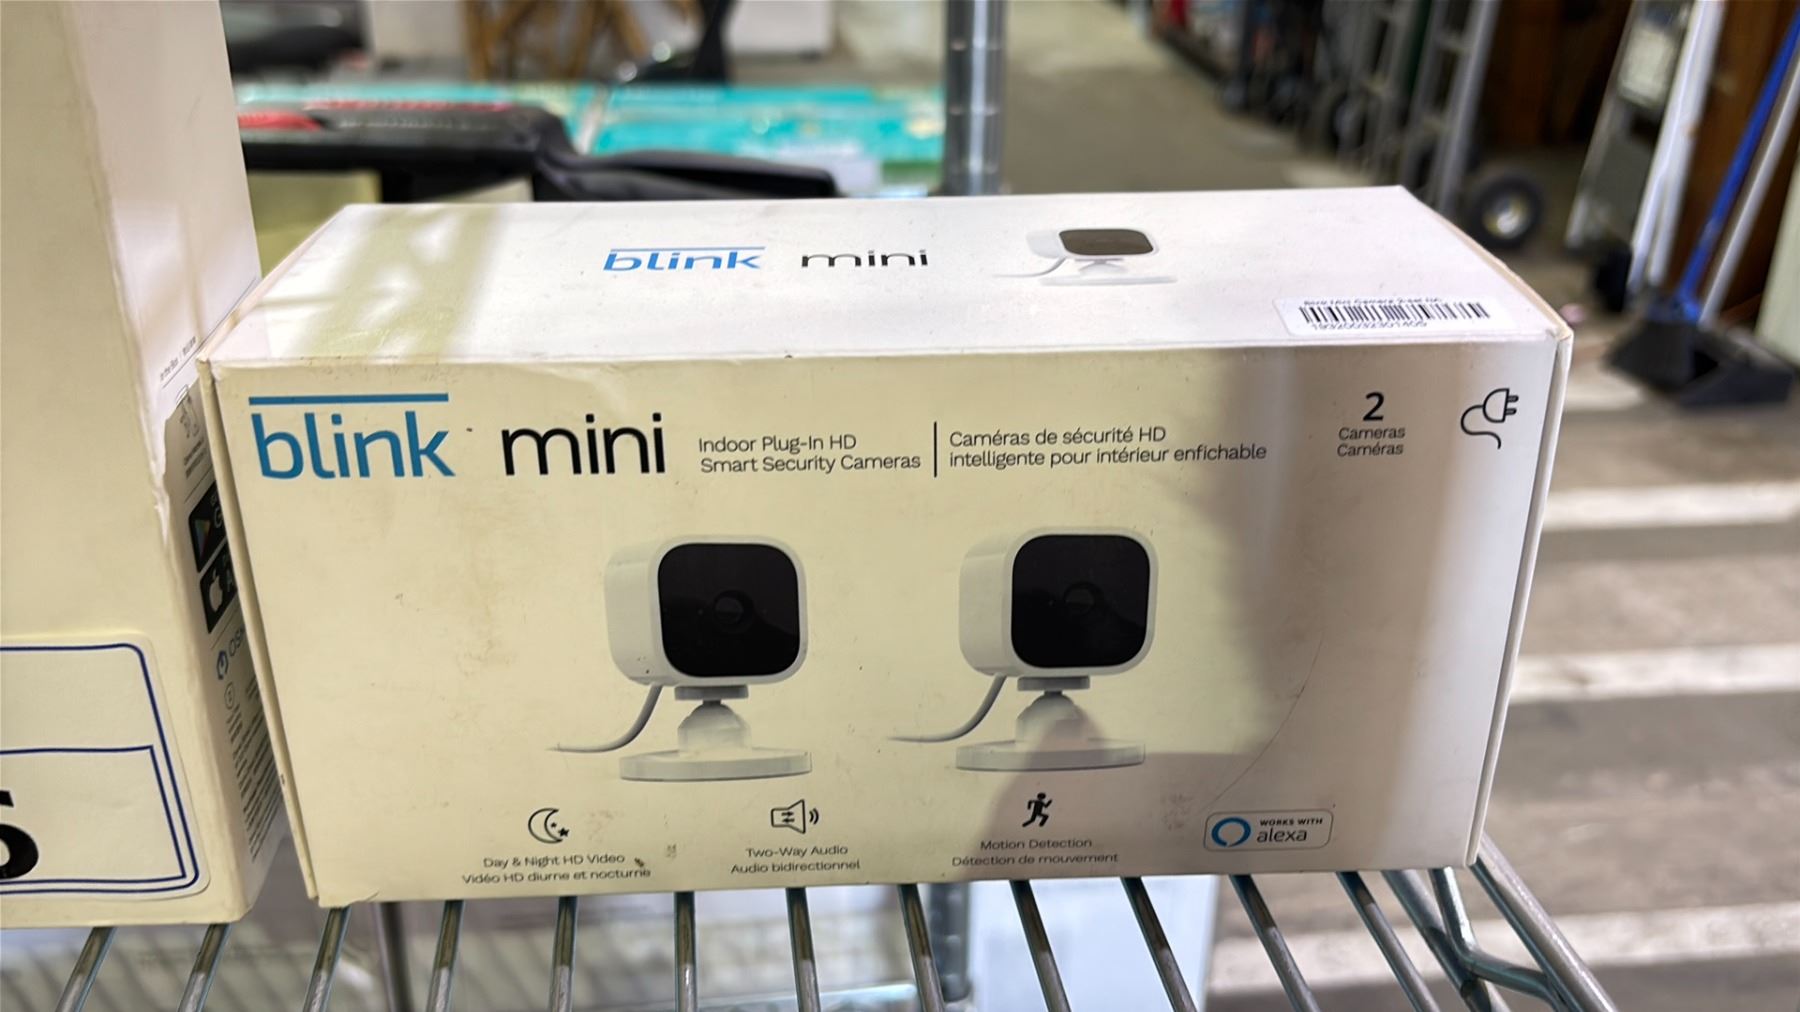 blink mini
19320032301405
blink mini
Indoor Plug-In HD
Smart Security Cameras
Caméras de sécurité HD
intelligente pour intérieur enfichable
2
Cameras
Caméras
Day & Night HD Video
Vidéo HD diurne et nocturne
Two-Way Audio
Audio bidirectionnel
Motion Detection
Détection de mouvement
WORKS WITH
alexa